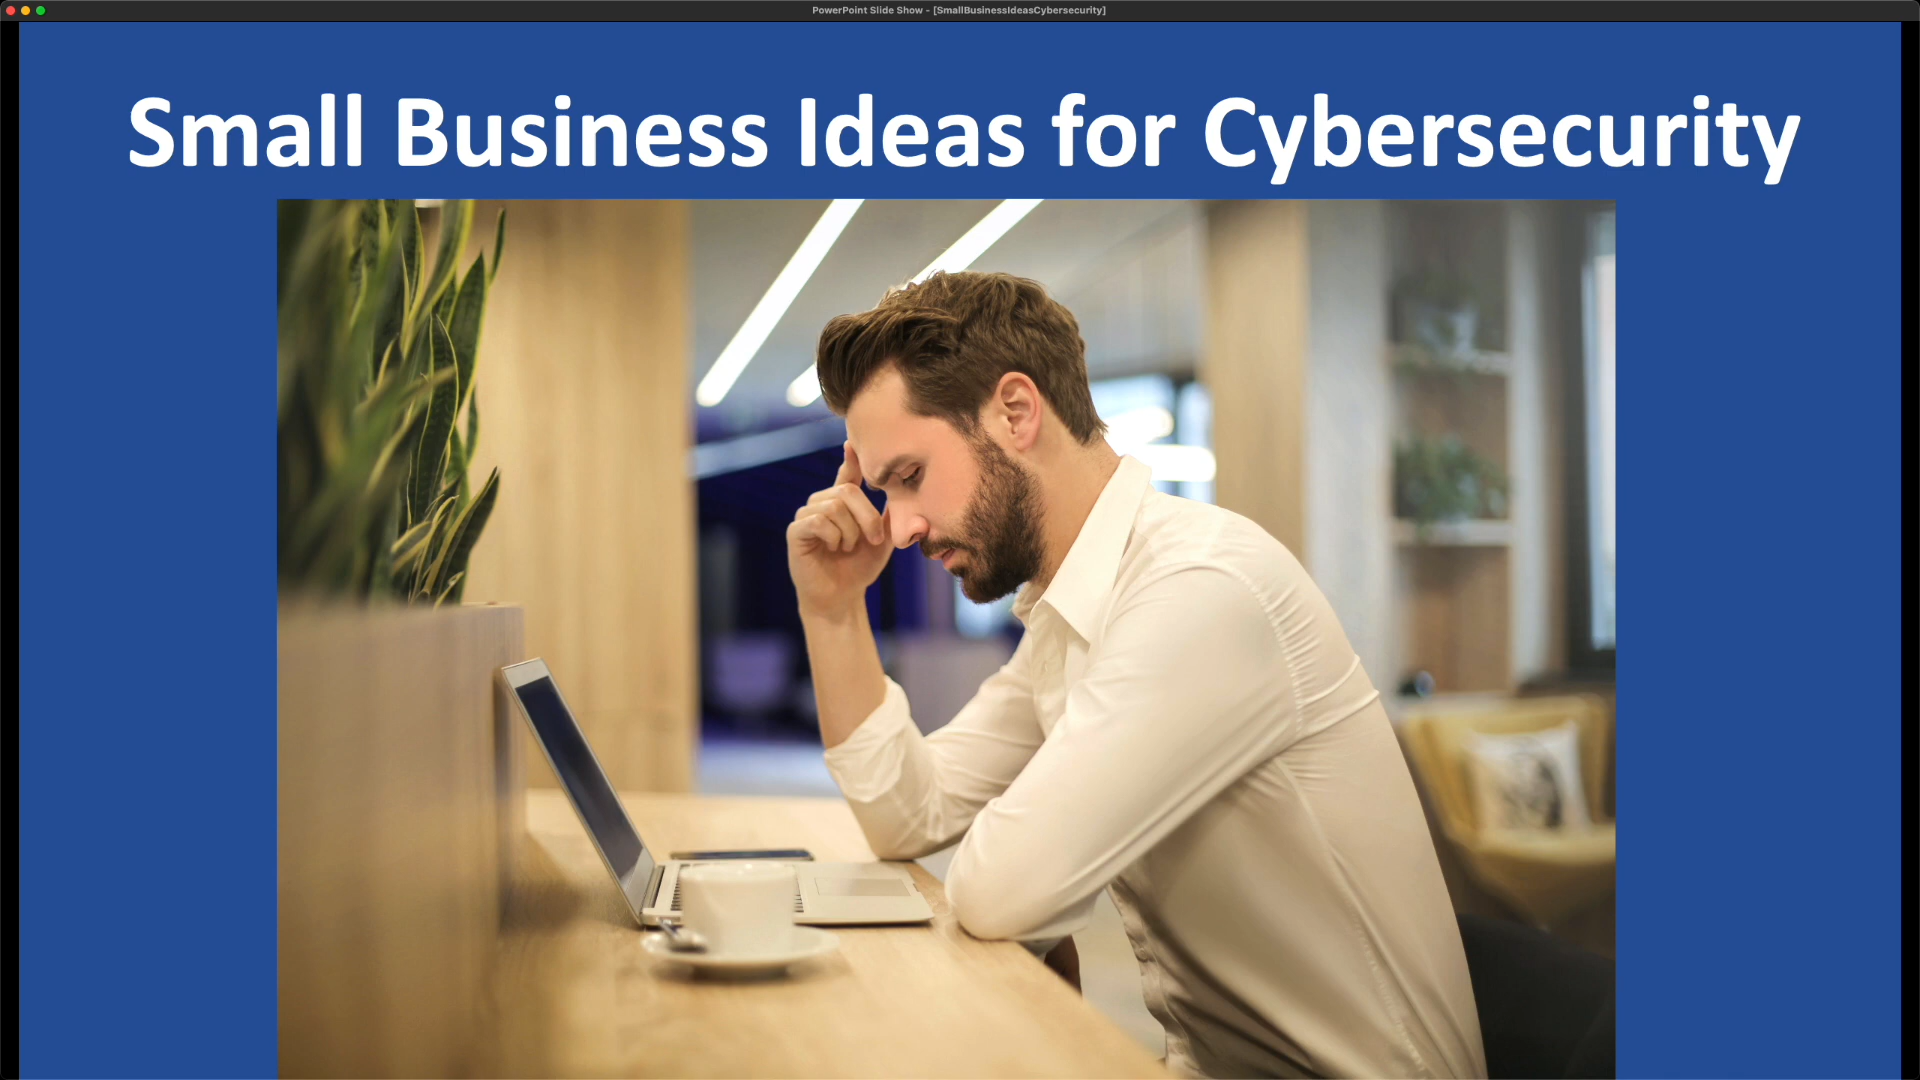 PowerPoint Slide Show - [SmallBusinessIdeasCybersecurity]
Small Business Ideas for Cybersecurity